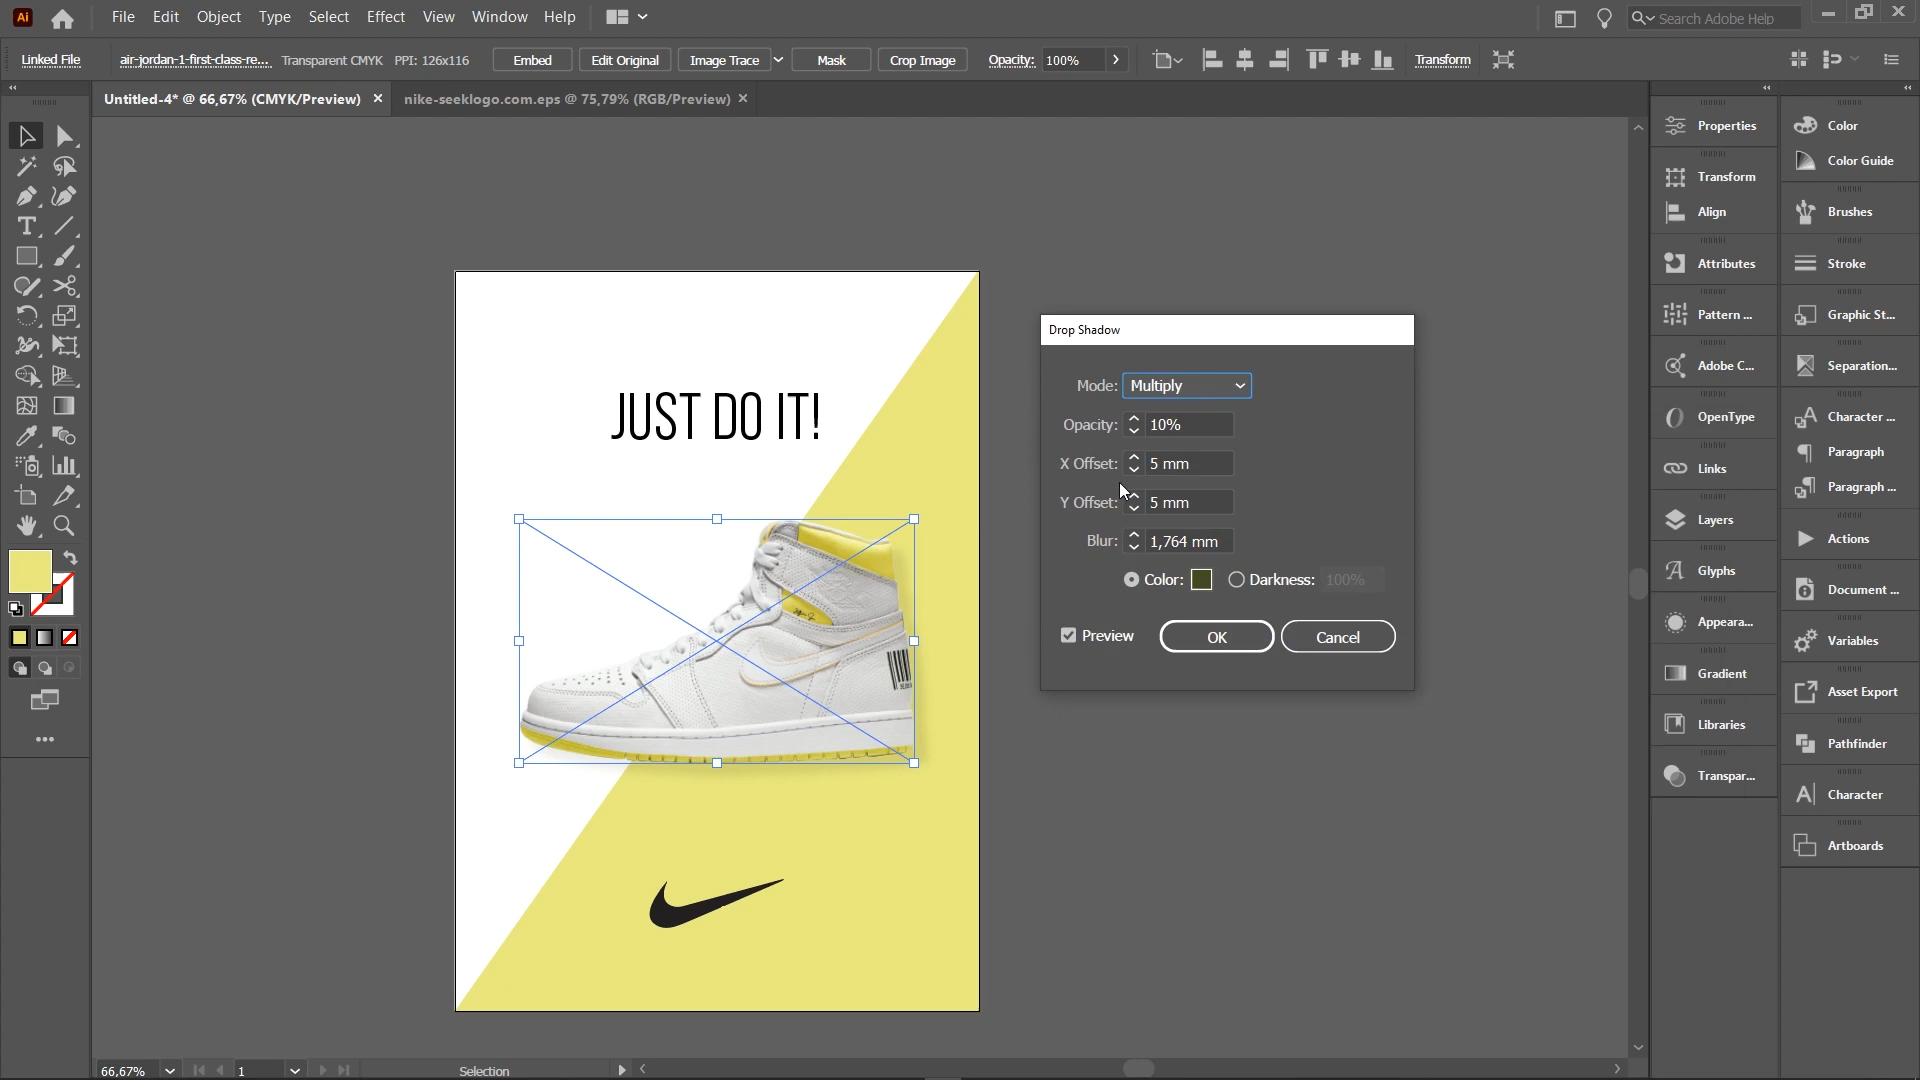 Ai File Edit Object Type Select Effect View Window Help Search Adobe Help
Linked File air-jordan-1-first-class-re... Transparent CMYK PPI: 126x116 Embed Edit Original Image Trace Mask Crop Image Opacity: 100% Transform
Untitled-4* @ 66,67% (CMYK/Preview) nike-seeklogo.com.eps @ 75,79% (RGB/Preview)
JUST DO IT!
Drop Shadow
Mode: Multiply
Opacity: 10%
X Offset: 5 mm
Y Offset: 5 mm
Blur: 1,764 mm
Color: Darkness: 100%
Preview OK Cancel
Properties
Transform
Align
Attributes
Pattern ...
Adobe C...
OpenType
Links
Layers
Glyphs
Appeara...
Gradient
Libraries
Transpar...
Color
Color Guide
Brushes
Stroke
Graphic St...
Separation...
Character ...
Paragraph
Paragraph ...
Actions
Document ...
Variables
Asset Export
Pathfinder
Character
Artboards
66,67% 1 Selection